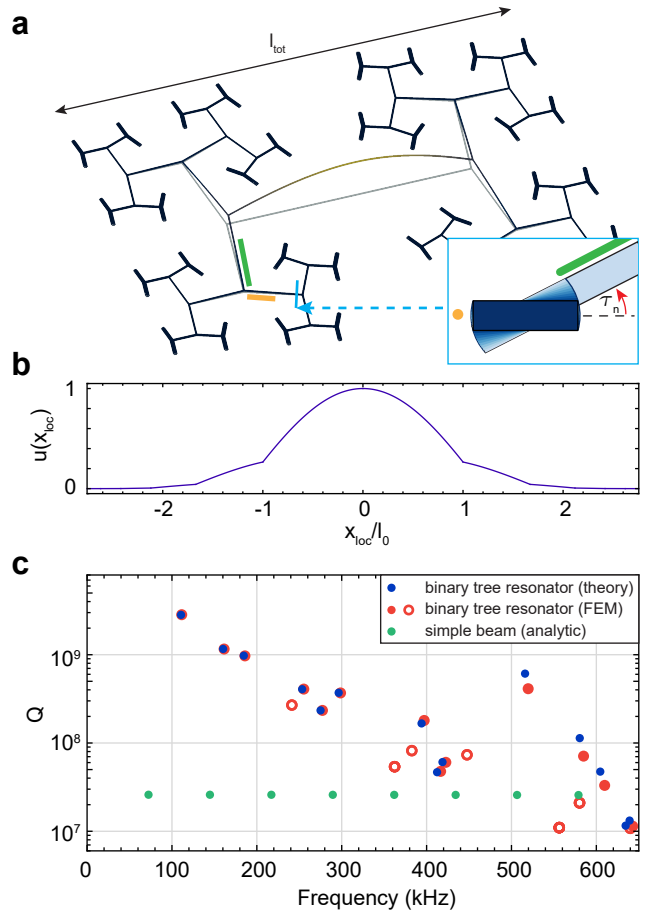 a
l_tot
τ_n
b
u(x_loc)
1
0
-2
-1
0
1
2
x_loc/l_0
c
binary tree resonator (theory)
binary tree resonator (FEM)
simple beam (analytic)
Q
10^9
10^8
10^7
0
100
200
300
400
500
600
Frequency (kHz)